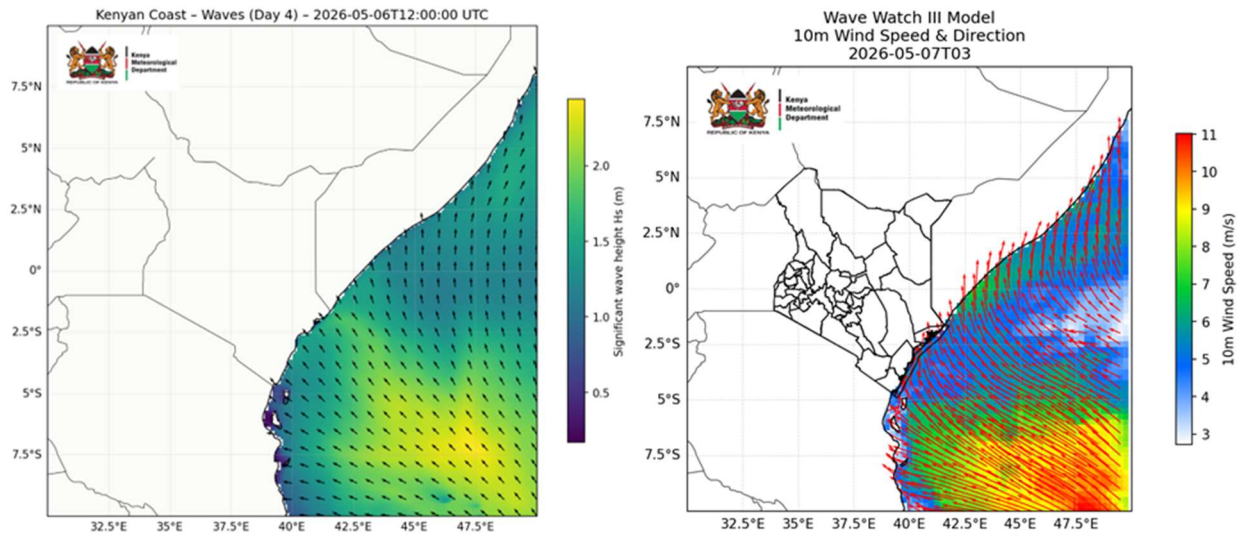 Kenyan Coast – Waves (Day 4) – 2026-05-06T12:00:00 UTC
Kenya
Meteorological
Department
REPUBLIC OF KENYA
7.5°N
5°N
2.5°N
0°
2.5°S
5°S
7.5°S
32.5°E
35°E
37.5°E
40°E
42.5°E
45°E
47.5°E
2.0
1.5
1.0
0.5
Significant wave height Hs (m)
Wave Watch III Model
10m Wind Speed & Direction
2026-05-07T03
Kenya
Meteorological
Department
REPUBLIC OF KENYA
7.5°N
5°N
2.5°N
0°
2.5°S
5°S
7.5°S
32.5°E
35°E
37.5°E
40°E
42.5°E
45°E
47.5°E
11
10
9
8
7
6
5
4
3
10m Wind Speed (m/s)